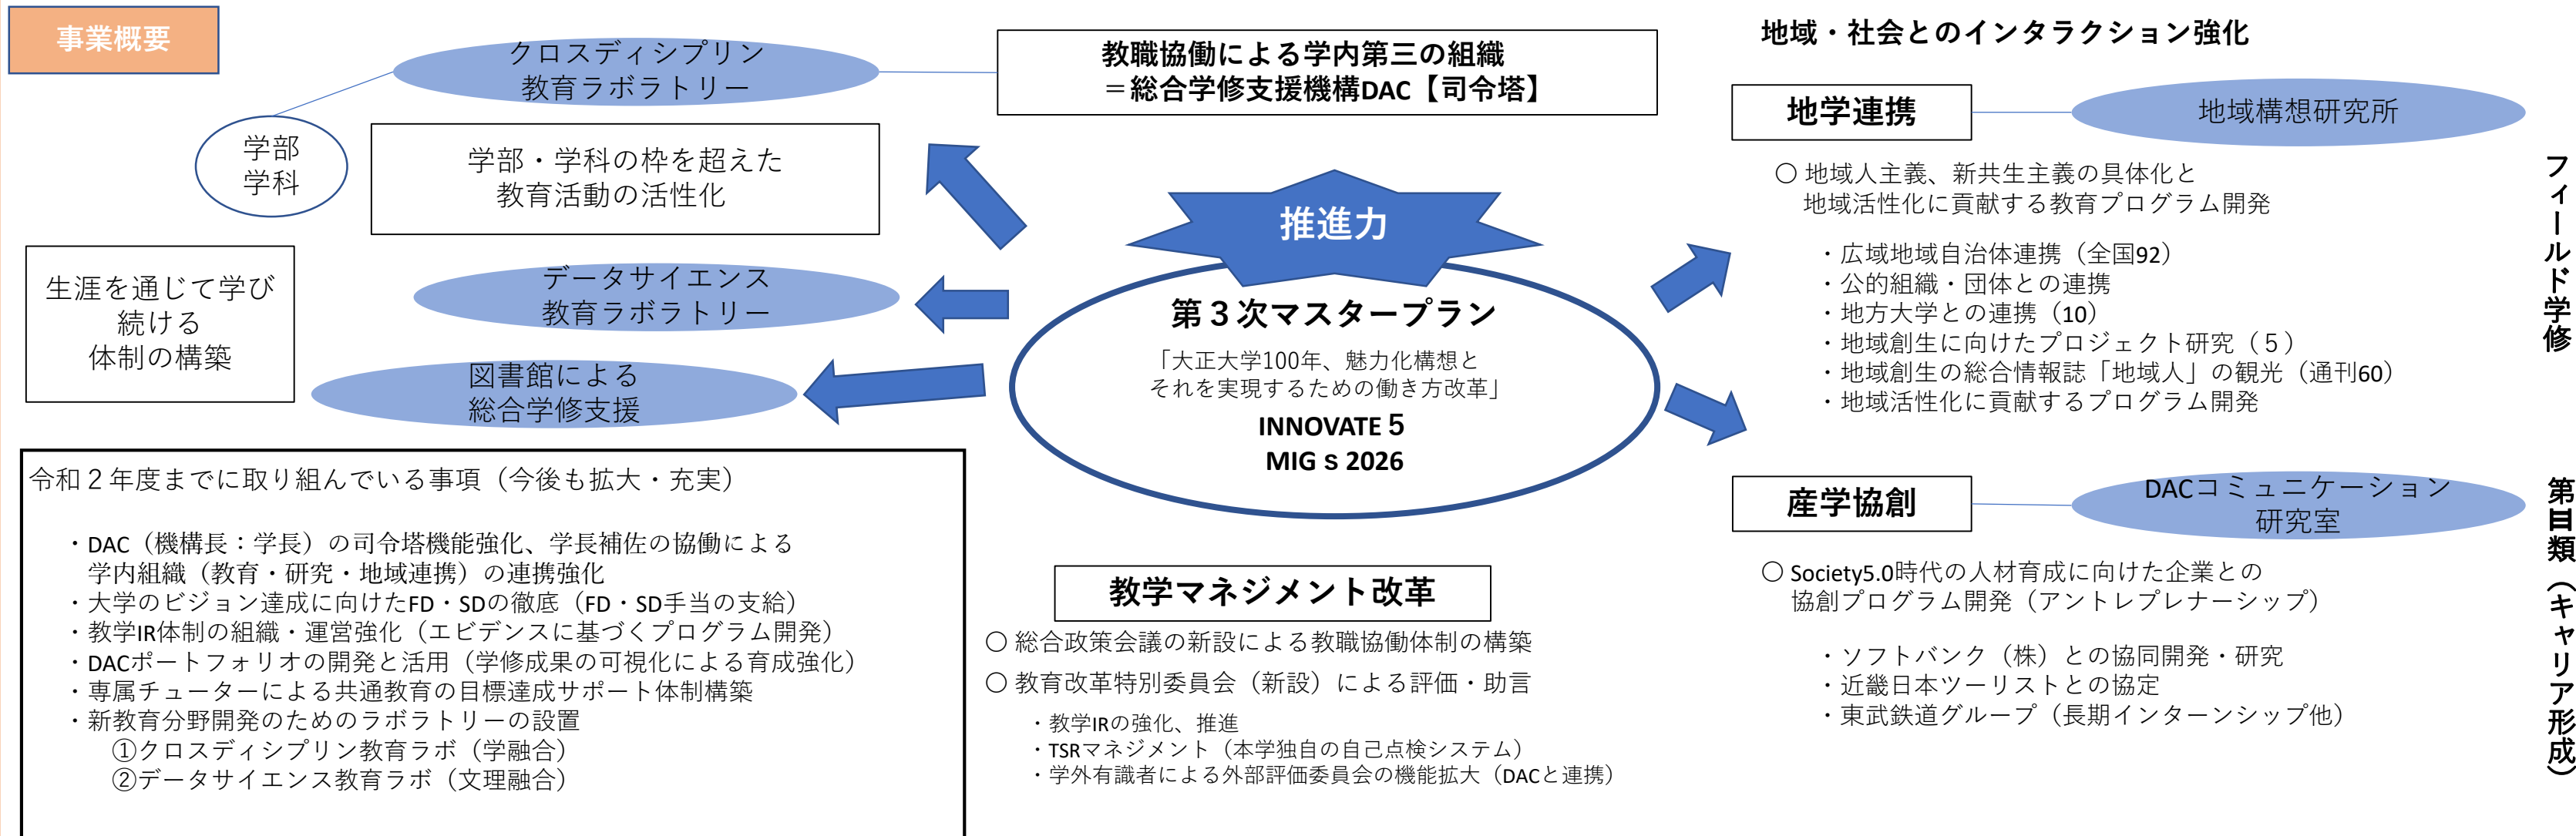 事業概要
クロスディシプリン
教育ラボラトリー
学部
学科
学部・学科の枠を超えた
教育活動の活性化
教職協働による学内第三の組織
＝総合学修支援機構DAC【司令塔】
生涯を通じて学び
続ける
体制の構築
データサイエンス
教育ラボラトリー
図書館による
総合学修支援
推進力
第３次マスタープラン
「大正大学100年、魅力化構想と
それを実現するための働き方改革」
INNOVATE 5
MIG s 2026
令和２年度までに取り組んでいる事項（今後も拡大・充実）
・DAC（機構長：学長）の司令塔機能強化、学長補佐の協働による
学内組織（教育・研究・地域連携）の連携強化
・大学のビジョン達成に向けたFD・SDの徹底（FD・SD手当の支給）
・教学IR体制の組織・運営強化（エビデンスに基づくプログラム開発）
・DACポートフォリオの開発と活用（学修成果の可視化による育成強化）
・専属チューターによる共通教育の目標達成サポート体制構築
・新教育分野開発のためのラボラトリーの設置
①クロスディシプリン教育ラボ（学融合）
②データサイエンス教育ラボ（文理融合）
教学マネジメント改革
〇 総合政策会議の新設による教職協働体制の構築
〇 教育改革特別委員会（新設）による評価・助言
・教学IRの強化、推進
・TSRマネジメント（本学独自の自己点検システム）
・学外有識者による外部評価委員会の機能拡大（DACと連携）
地域・社会とのインタラクション強化
地学連携
地域構想研究所
〇 地域人主義、新共生主義の具体化と
地域活性化に貢献する教育プログラム開発
・広域地域自治体連携（全国92）
・公的組織・団体との連携
・地方大学との連携（10）
・地域創生に向けたプロジェクト研究（５）
・地域創生の総合情報誌「地域人」の観光（通刊60）
・地域活性化に貢献するプログラム開発
フィールド学修
産学協創
DACコミュニケーション
研究室
〇 Society5.0時代の人材育成に向けた企業との
協創プログラム開発（アントレプレナーシップ）
・ソフトバンク（株）との協同開発・研究
・近畿日本ツーリストとの協定
・東武鉄道グループ（長期インターンシップ他）
第目類（キャリア形成）